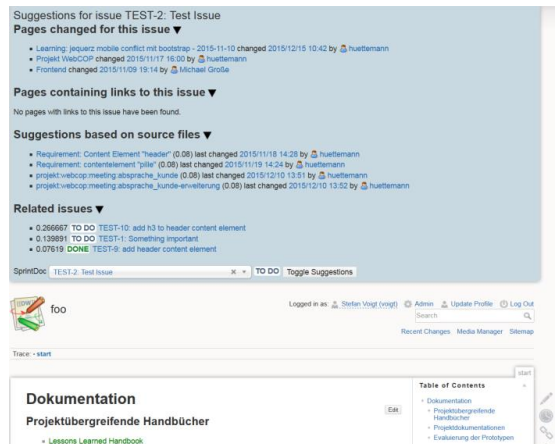 Suggestions for issue TEST-2: Test Issue
Pages changed for this issue ▼
Learning: jequerz mobile conflict mit bootstrap - 2015-11-10 changed 2015/12/15 10:42 by huettemann
Projekt WebCOP changed 2015/11/17 16:00 by huettemann
Frontend changed 2015/11/09 19:14 by Michael Große
Pages containing links to this issue ▼
No pages with links to this issue have been found.
Suggestions based on source files ▼
Requirement: Content Element "header" (0.08) last changed 2015/11/18 14:28 by huettemann
Requirement: contentelement "pille" (0.08) last changed 2015/11/19 14:24 by huettemann
projekt:webcop:meeting:absprache_kunde (0.08) last changed 2015/12/10 13:51 by huettemann
projekt:webcop:meeting:absprache_kunde-erweiterung (0.08) last changed 2015/12/10 13:52 by huettemann
Related issues ▼
0.266667 TO DO TEST-10: add h3 to header content element
0.139891 TO DO TEST-1: Something important
0.07619 DONE TEST-9: add header content element
SprintDoc TEST-2: Test Issue TO DO Toggle Suggestions
foo
Logged in as: Stefan Voigt (voigt) Admin Update Profile Log Out
Search
Recent Changes Media Manager Sitemap
Trace: • start
start
Dokumentation
Edit
Projektübergreifende Handbücher
Lessons Learned Handbook
Table of Contents
Dokumentation
Projektübergreifende
Handbücher
Projektdokumentationen
Evaluierung der Prototypen